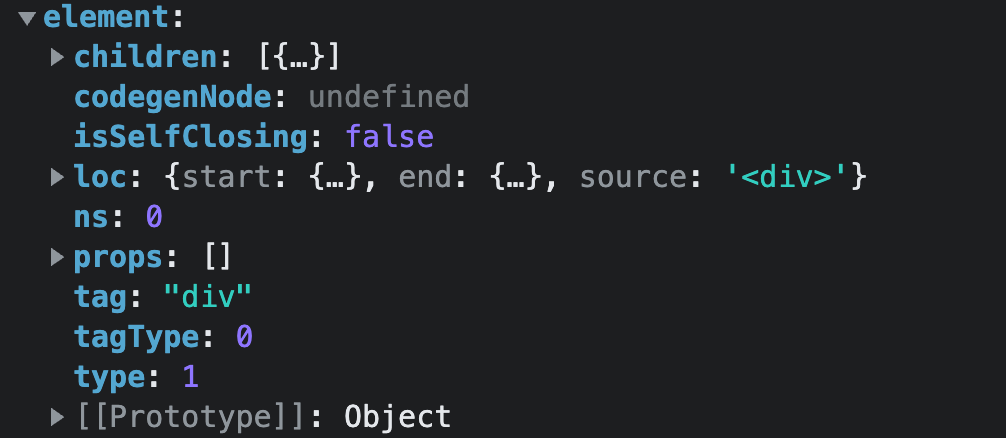 element:
children: [{…}]
codegenNode: undefined
isSelfClosing: false
loc: {start: {…}, end: {…}, source: '<div>'}
ns: 0
props: []
tag: "div"
tagType: 0
type: 1
[[Prototype]]: Object